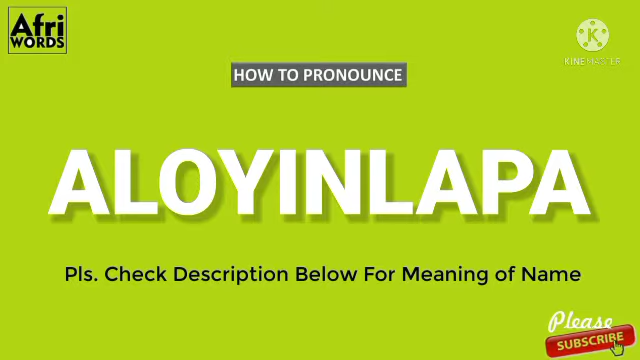 Afri
WORDS
KINEMASTER
HOW TO PRONOUNCE
ALOYINLAPA
Pls. Check Description Below For Meaning of Name
Please
SUBSCRIBE